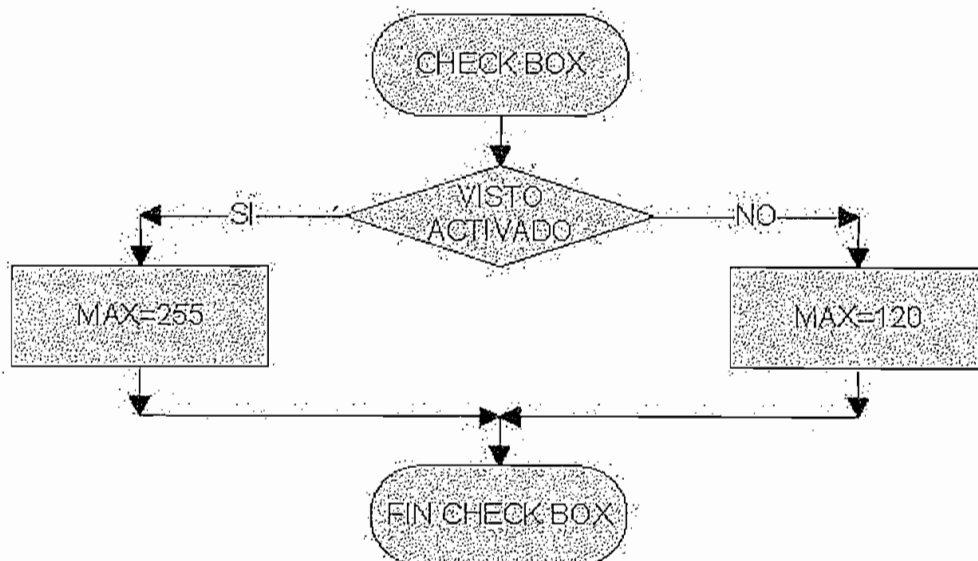 CHECK BOX
VISTO
ACTIVADO
SI
NO
MAX=255
MAX=120
FIN CHECK BOX